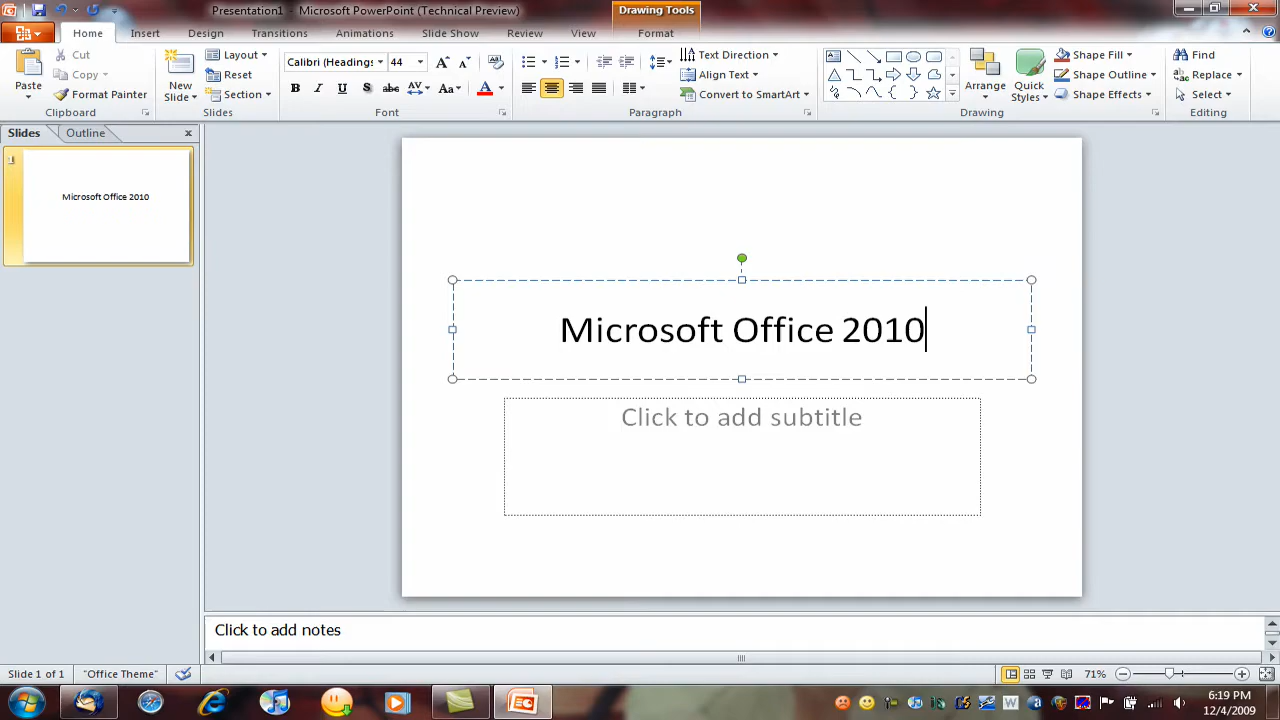 Presentation1 - Microsoft PowerPoint (Technical Preview)
Drawing Tools
Home Insert Design Transitions Animations Slide Show Review View Format
Paste
Cut
Copy
Format Painter
Clipboard
New Slide
Layout
Reset
Section
Slides
Calibri (Headings 44
B I U S abc AV Aa A
Font
Text Direction
Align Text
Convert to SmartArt
Paragraph
Arrange
Quick Styles
Shape Fill
Shape Outline
Shape Effects
Drawing
Find
Replace
Select
Editing
Slides Outline
1
Microsoft Office 2010
Microsoft Office 2010
Click to add subtitle
Click to add notes
Slide 1 of 1 "Office Theme" 71%
6:19 PM
12/4/2009